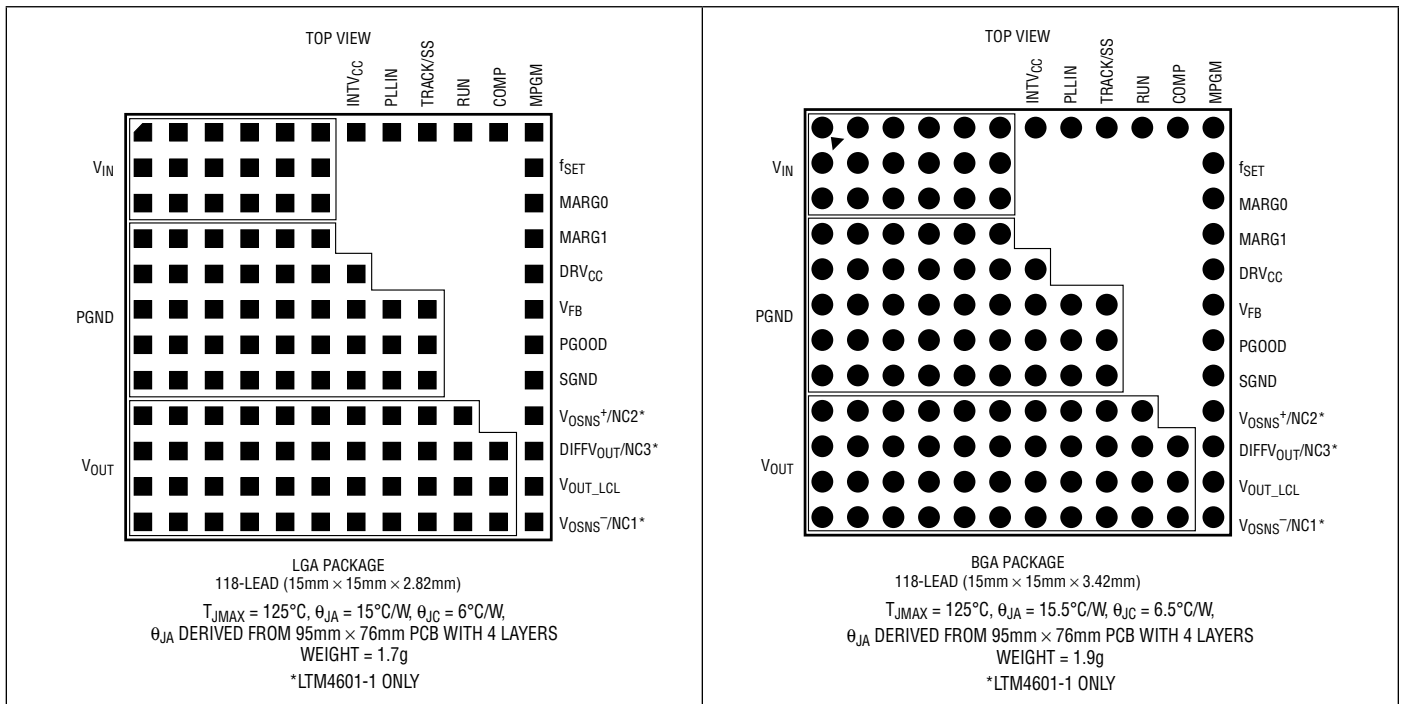 TOP VIEW
INTVCC
PLLIN
TRACK/SS
RUN
COMP
MPGM
VIN
PGND
VOUT
fSET
MARG0
MARG1
DRVCC
VFB
PGOOD
SGND
VOSNS+/NC2*
DIFFVOUT/NC3*
VOUT_LCL
VOSNS–/NC1*
LGA PACKAGE
118-LEAD (15mm × 15mm × 2.82mm)
TJMAX = 125°C, θJA = 15°C/W, θJC = 6°C/W,
θJA DERIVED FROM 95mm × 76mm PCB WITH 4 LAYERS
WEIGHT = 1.7g
*LTM4601-1 ONLY
TOP VIEW
INTVCC
PLLIN
TRACK/SS
RUN
COMP
MPGM
VIN
PGND
VOUT
fSET
MARG0
MARG1
DRVCC
VFB
PGOOD
SGND
VOSNS+/NC2*
DIFFVOUT/NC3*
VOUT_LCL
VOSNS–/NC1*
BGA PACKAGE
118-LEAD (15mm × 15mm × 3.42mm)
TJMAX = 125°C, θJA = 15.5°C/W, θJC = 6.5°C/W,
θJA DERIVED FROM 95mm × 76mm PCB WITH 4 LAYERS
WEIGHT = 1.9g
*LTM4601-1 ONLY